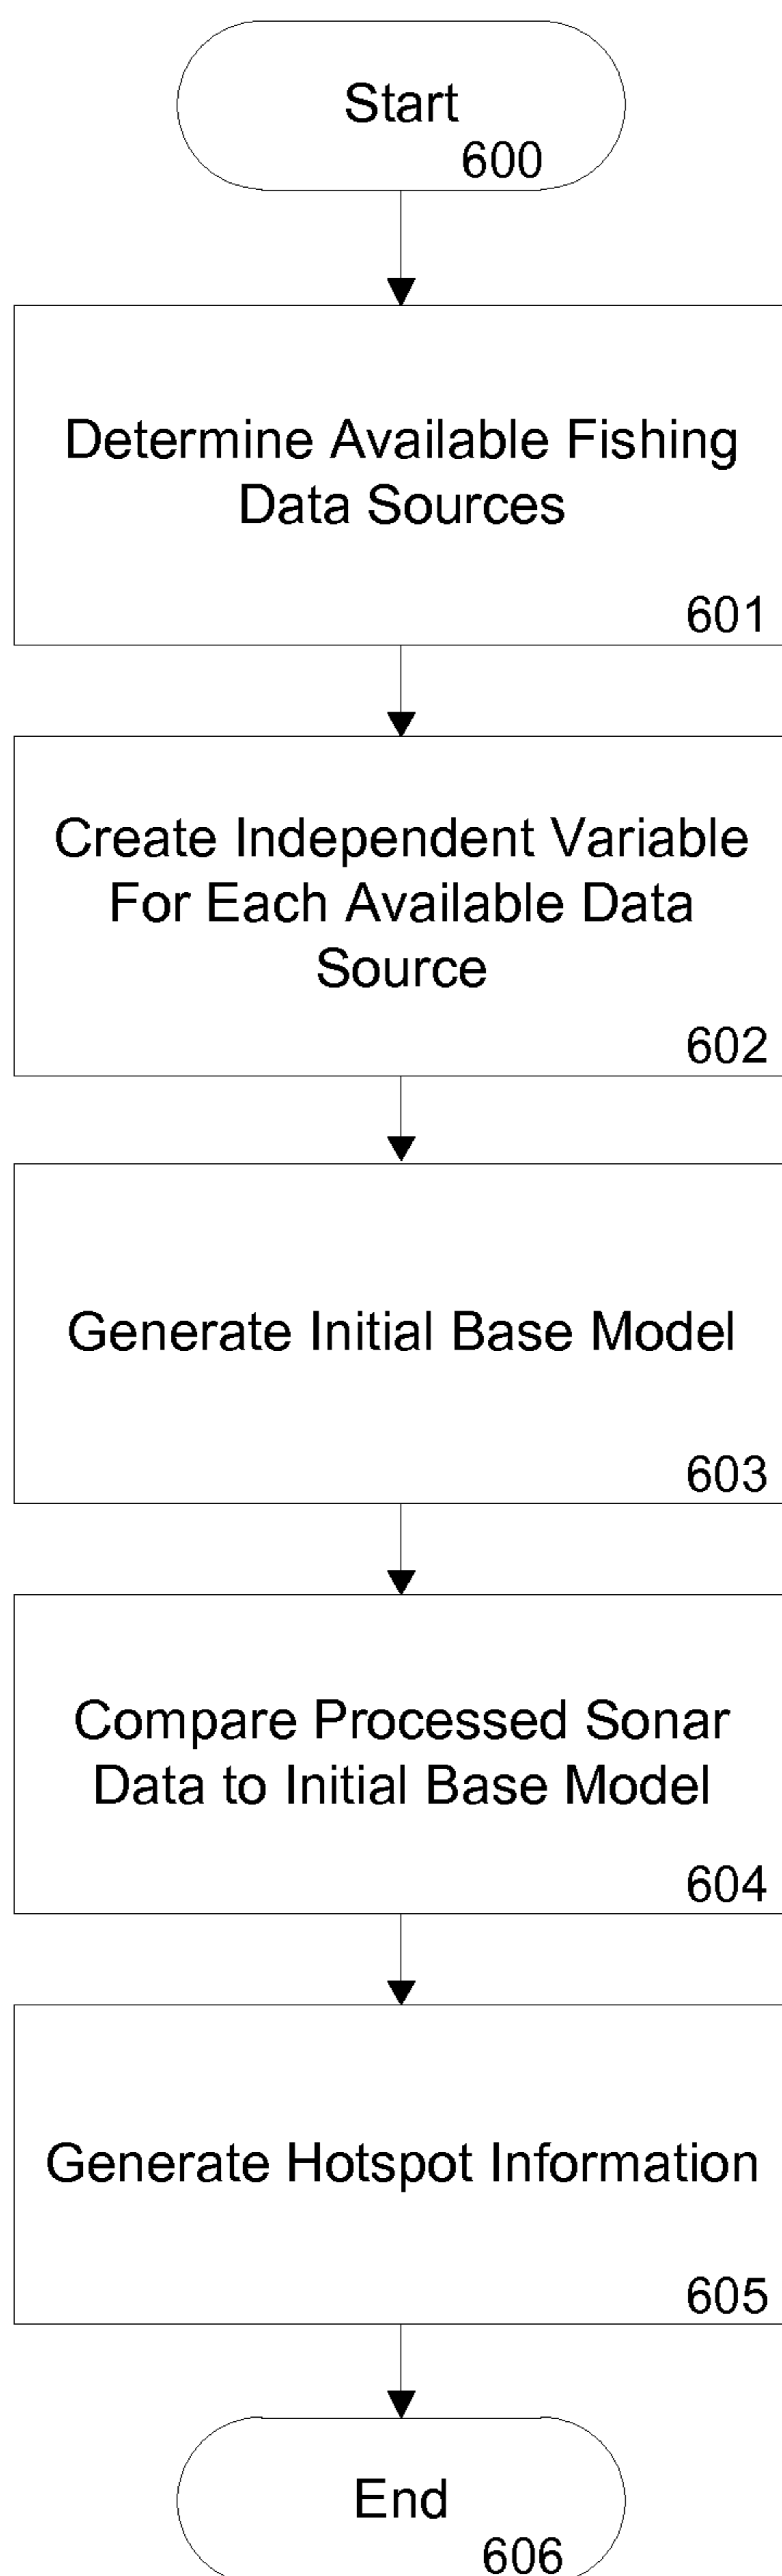 Start
600
Determine Available Fishing
Data Sources
601
Create Independent Variable
For Each Available Data
Source
602
Generate Initial Base Model
603
Compare Processed Sonar
Data to Initial Base Model
604
Generate Hotspot Information
605
End
606